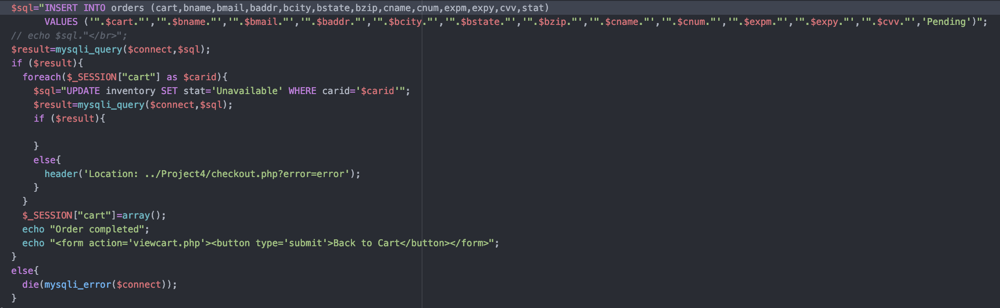 $sql="INSERT INTO orders (cart,bname,bmail,baddr,bcity,bstate,bzip,cname,cnum,expm,expy,cvv,stat)
VALUES ('".$cart."','".$bname."','".$bmail."','".$baddr."','".$bcity."','".$bstate."','".$bzip."','".$cname."','".$cnum."','".$expm."','".$expy."','".$cvv."','Pending')";
// echo $sql."</br>";
$result=mysqli_query($connect,$sql);
if ($result){
foreach($_SESSION["cart"] as $carid){
$sql="UPDATE inventory SET stat='Unavailable' WHERE carid='$carid'";
$result=mysqli_query($connect,$sql);
if ($result){
}
else{
header('Location: ../Project4/checkout.php?error=error');
}
}
$_SESSION["cart"]=array();
echo "Order completed";
echo "<form action='viewcart.php'><button type='submit'>Back to Cart</button></form>";
}
else{
die(mysqli_error($connect));
}